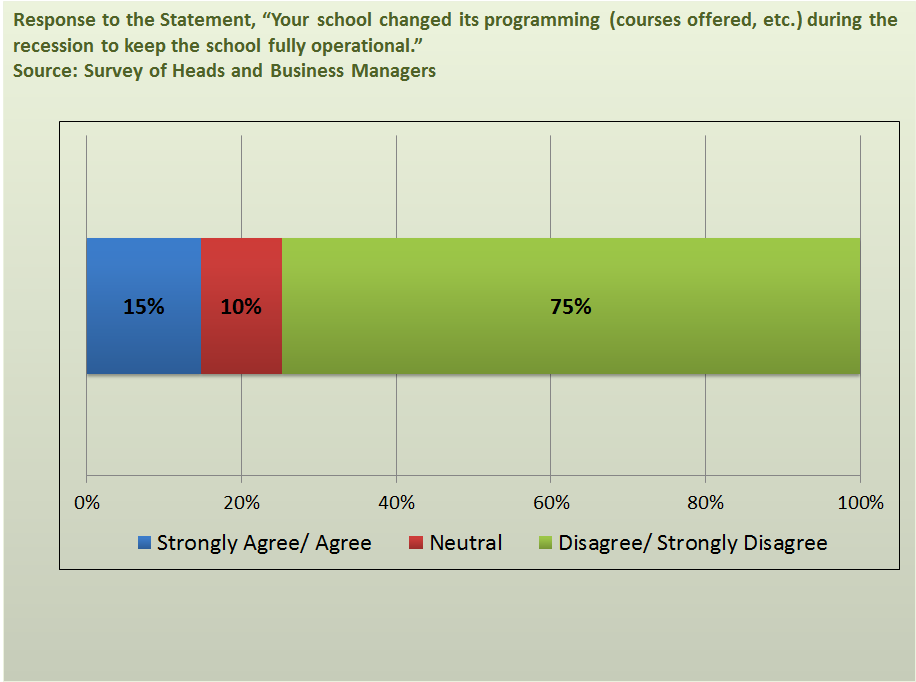 Response to the Statement, “Your school changed its programming (courses offered, etc.) during the
recession to keep the school fully operational.”
Source: Survey of Heads and Business Managers
15% 10% 75%
0% 20% 40% 60% 80% 100%
Strongly Agree/ Agree Neutral Disagree/ Strongly Disagree